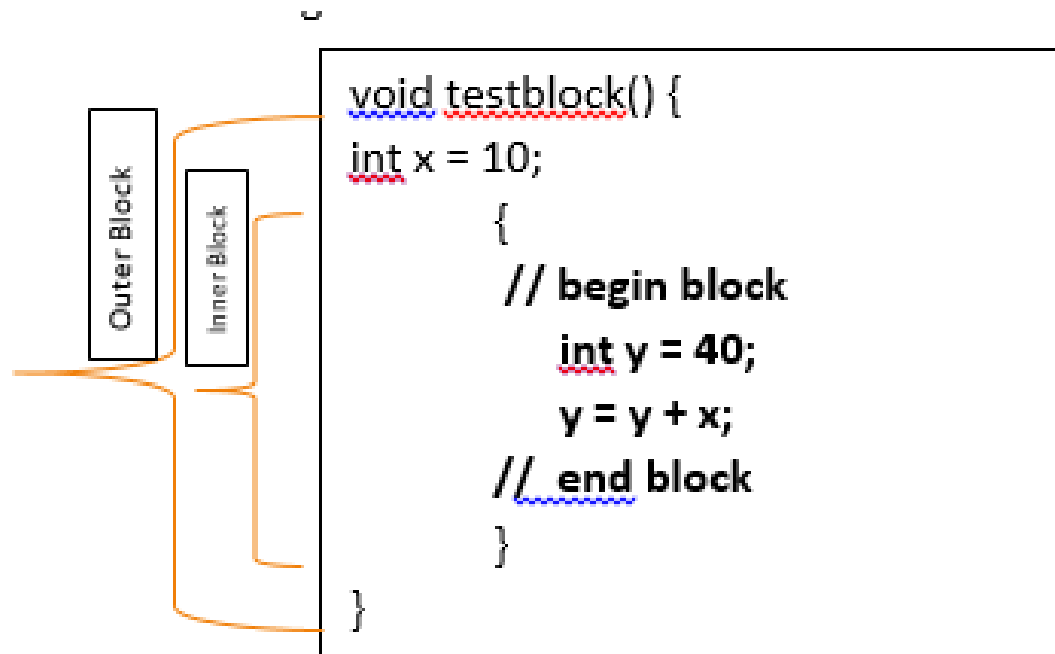 void testblock() {
int x = 10;
{
// begin block
int y = 40;
y = y + x;
// end block
}
}
Outer Block
Inner Block